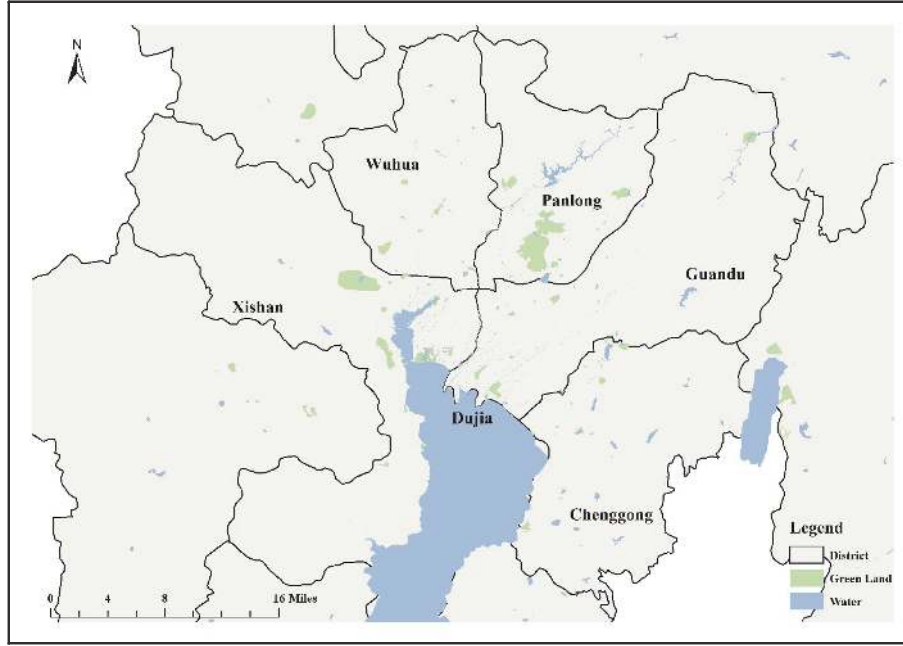 N
Wuhua
Panlong
Guandu
Xishan
Dujia
Chenggong
Legend
District
Green Land
Water
0 4 8 16 Miles